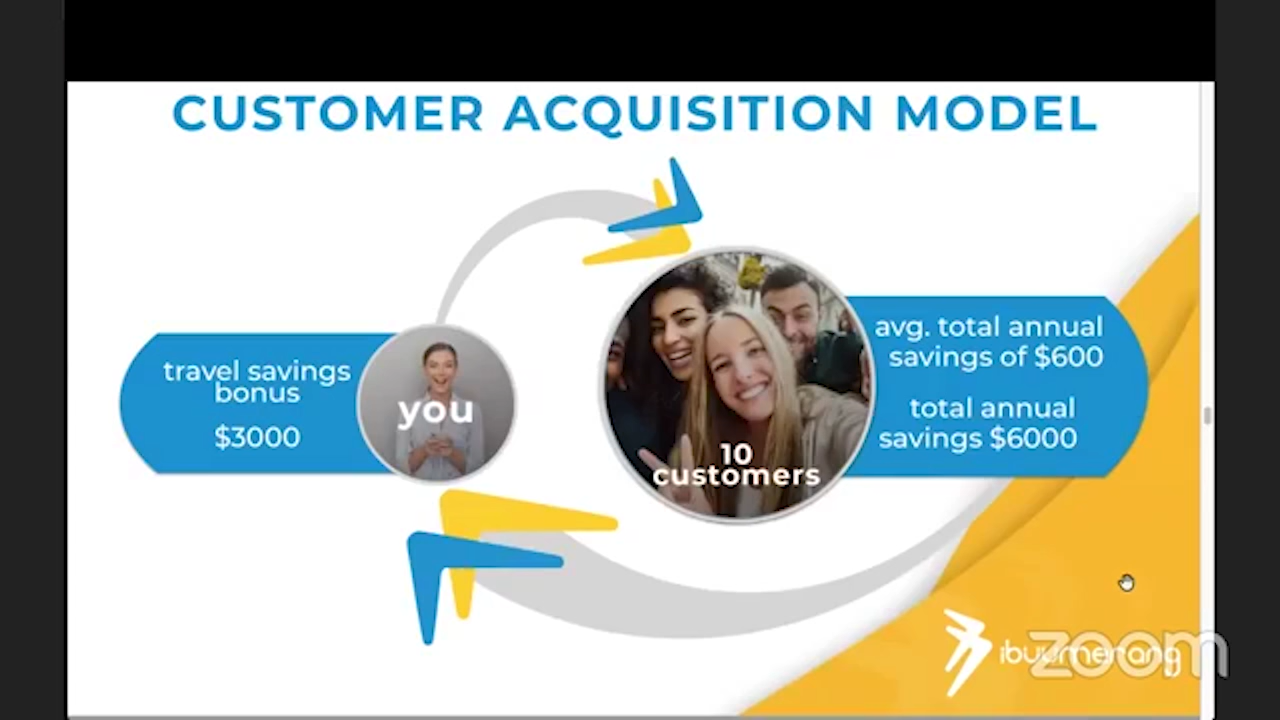 CUSTOMER ACQUISITION MODEL
travel savings
bonus
$3000
you
10
customers
avg. total annual
savings of $600
total annual
savings $6000
ibuumerang
zoom